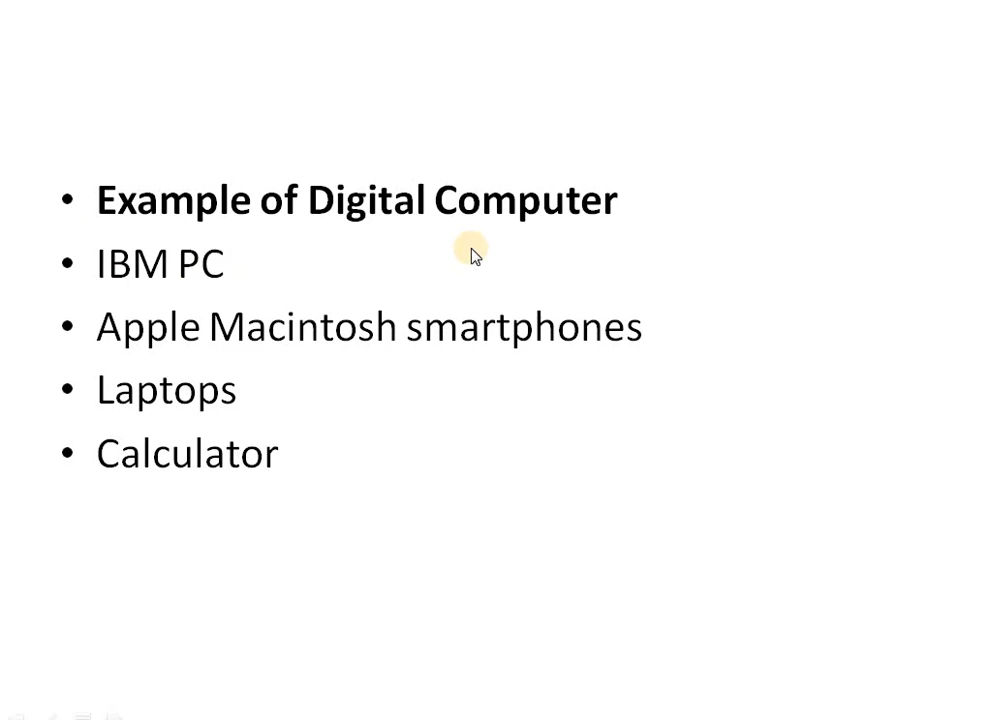 • Example of Digital Computer
• IBM PC
• Apple Macintosh smartphones
• Laptops
• Calculator